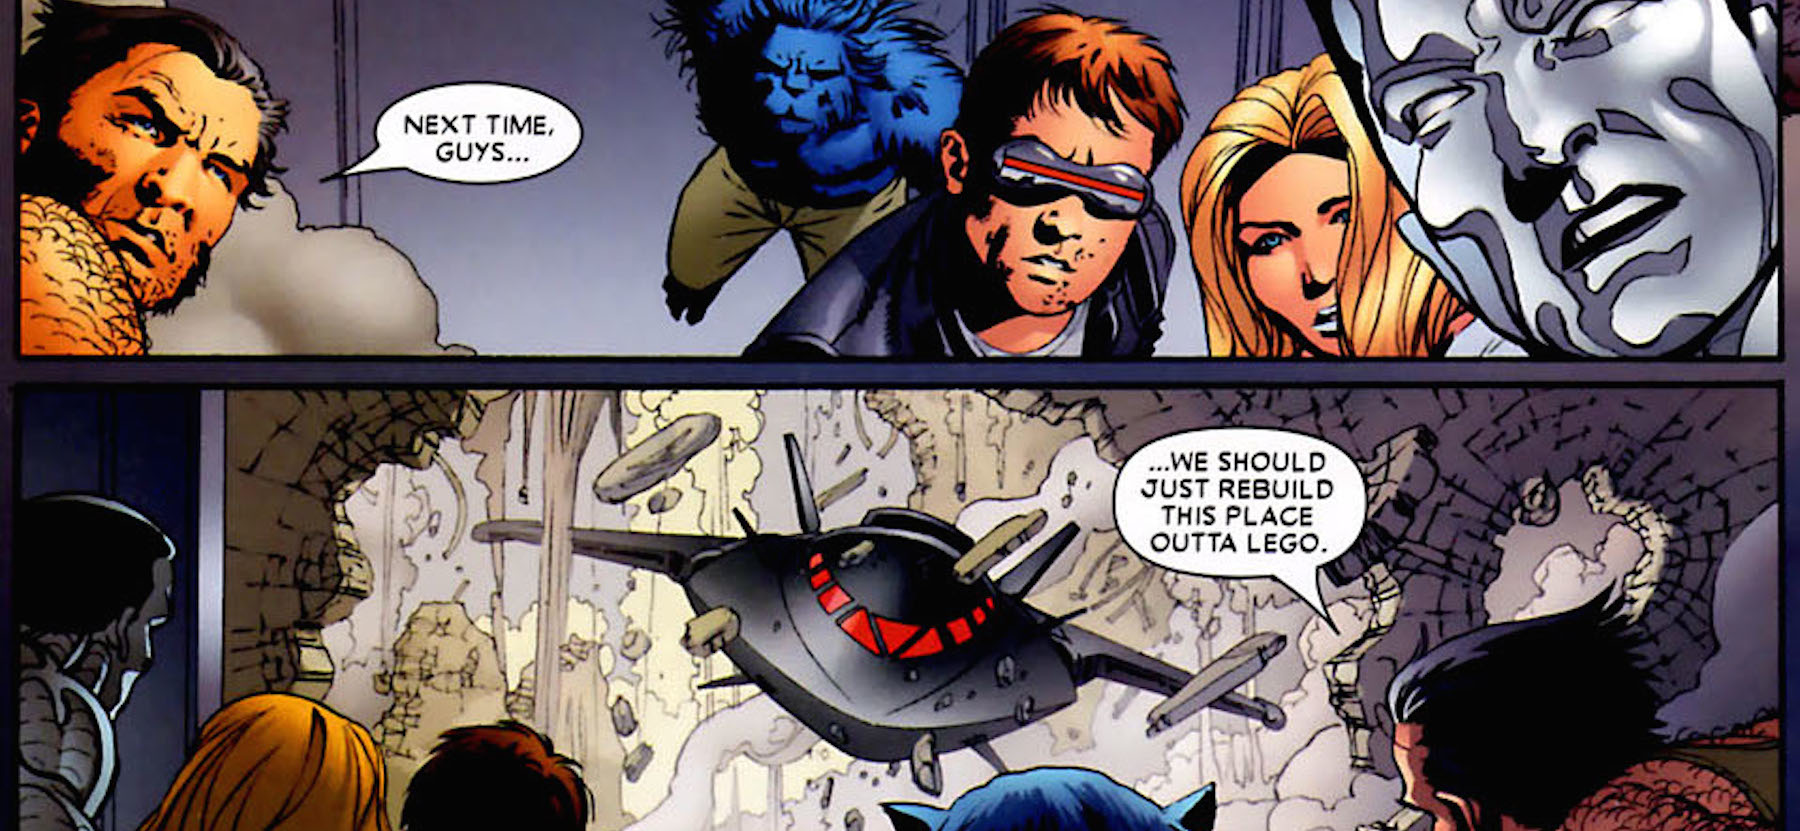 NEXT TIME,
GUYS...
...WE SHOULD
JUST REBUILD
THIS PLACE
OUTTA LEGO.